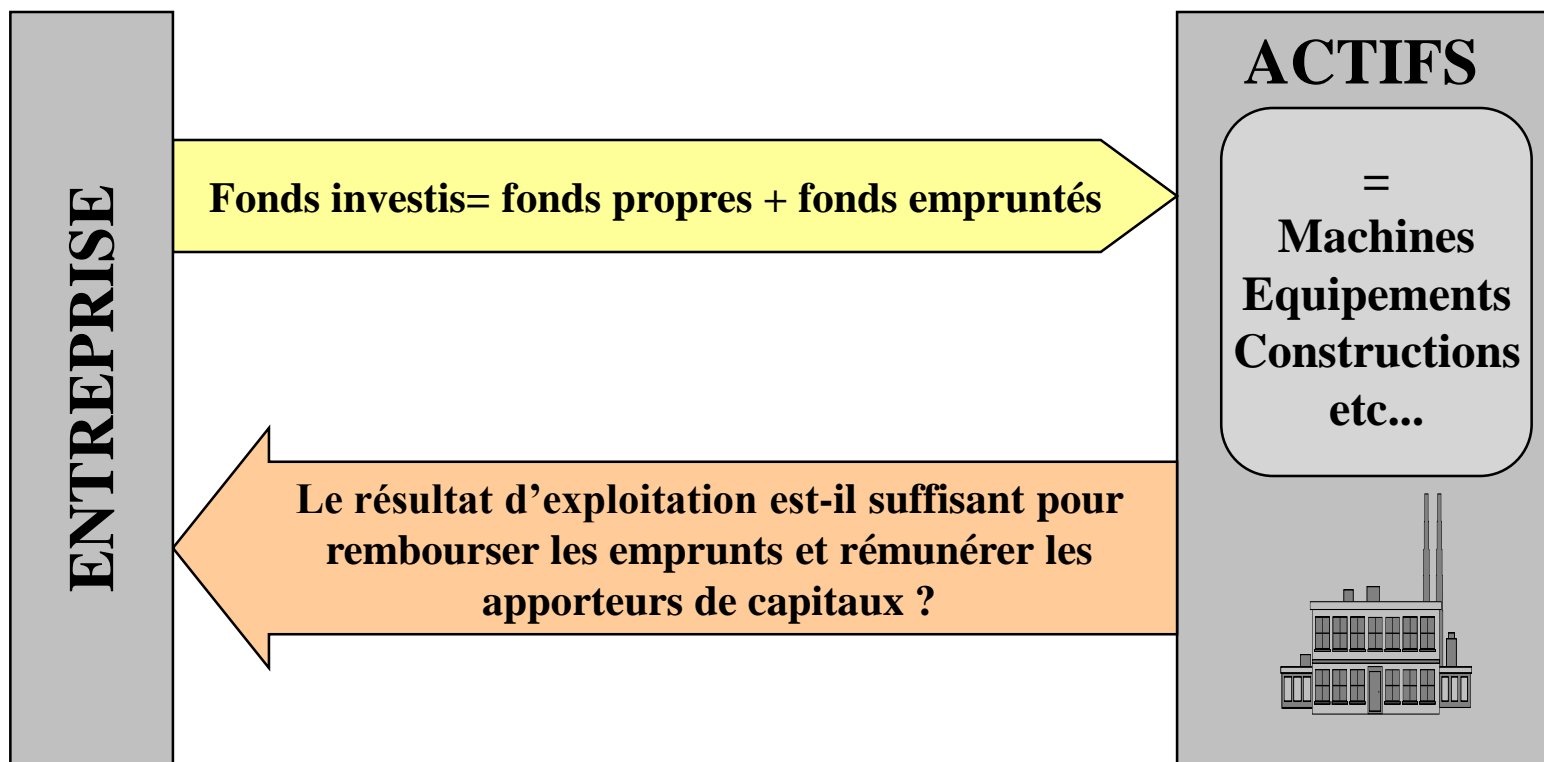 ENTREPRISE
Fonds investis= fonds propres + fonds empruntés
Le résultat d’exploitation est-il suffisant pour
rembourser les emprunts et rémunérer les
apporteurs de capitaux ?
ACTIFS
=
Machines
Equipements
Constructions
etc...